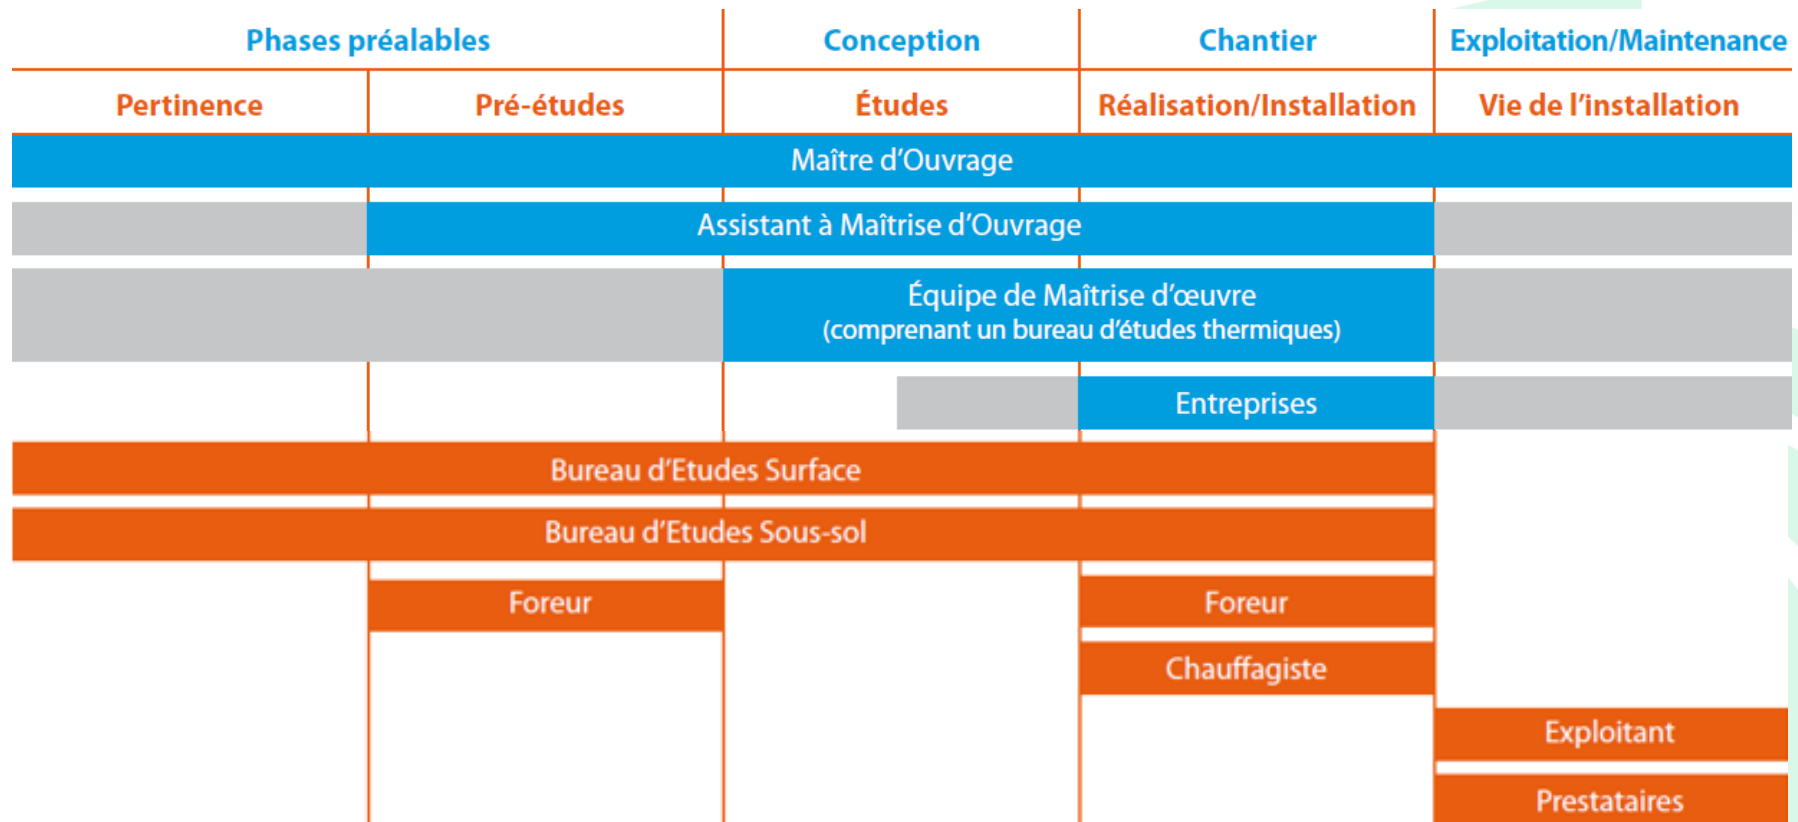 Phases préalables
Conception
Chantier
Exploitation/Maintenance
Pertinence
Pré-études
Études
Réalisation/Installation
Vie de l’installation
Maître d’Ouvrage
Assistant à Maîtrise d’Ouvrage
Équipe de Maîtrise d’œuvre
(comprenant un bureau d’études thermiques)
Entreprises
Bureau d’Etudes Surface
Bureau d’Etudes Sous-sol
Foreur
Foreur
Chauffagiste
Exploitant
Prestataires